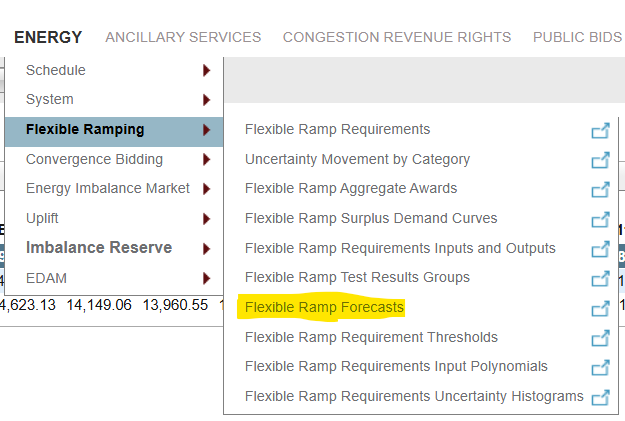 ENERGY ANCILLARY SERVICES CONGESTION REVENUE RIGHTS PUBLIC BIDS
Schedule
System
Flexible Ramping
Convergence Bidding
Energy Imbalance Market
Uplift
Imbalance Reserve
EDAM
Flexible Ramp Requirements
Uncertainty Movement by Category
Flexible Ramp Aggregate Awards
Flexible Ramp Surplus Demand Curves
Flexible Ramp Requirements Inputs and Outputs
Flexible Ramp Test Results Groups
Flexible Ramp Forecasts
Flexible Ramp Requirement Thresholds
Flexible Ramp Requirements Input Polynomials
Flexible Ramp Requirements Uncertainty Histograms
4,623.13 14,149.06 13,960.55